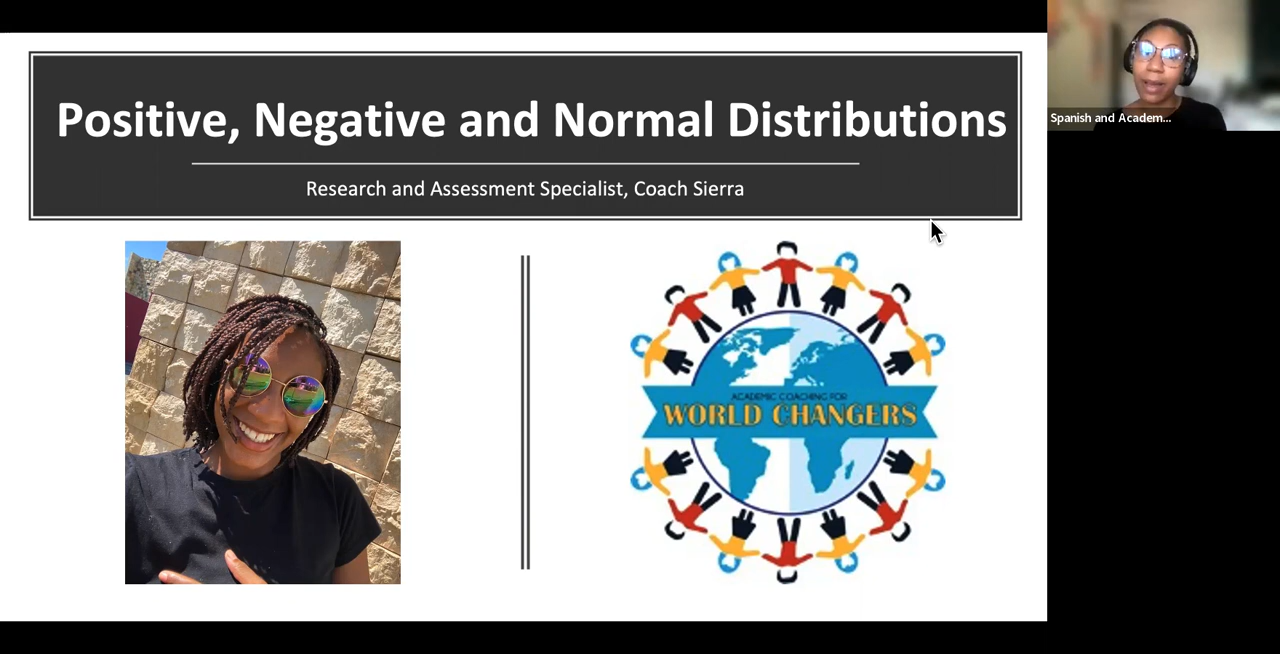 Positive, Negative and Normal Distributions
Research and Assessment Specialist, Coach Sierra
Spanish and Academ...
ACADEMIC COACHING FOR
WORLD CHANGERS